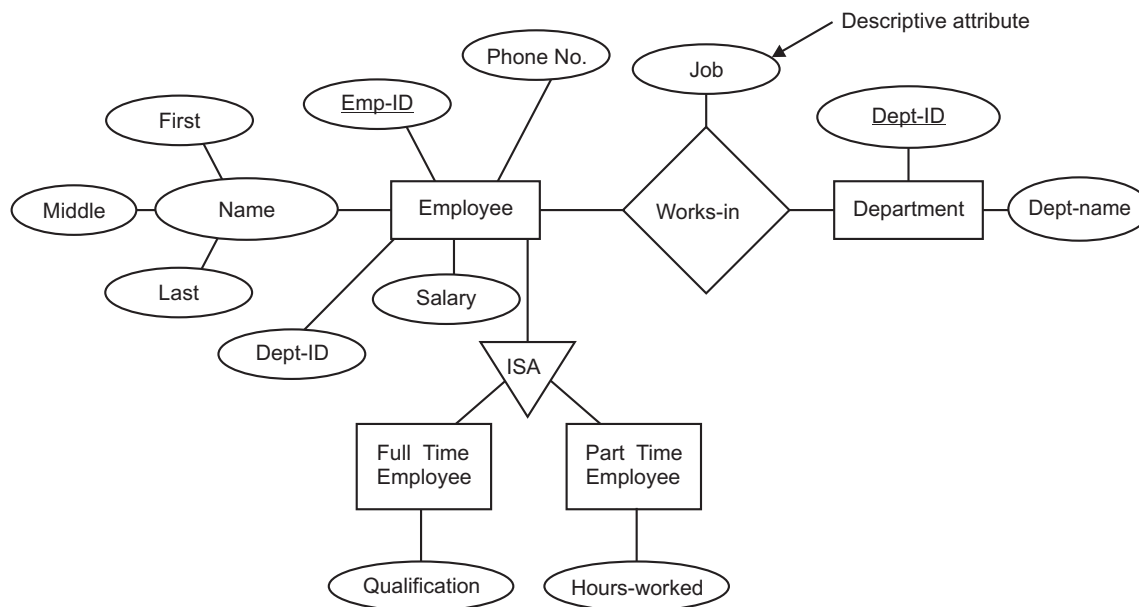 Descriptive attribute
Phone No.
Job
Emp-ID
Dept-ID
First
Middle
Name
Employee
Works-in
Department
Dept-name
Last
Salary
Dept-ID
ISA
Full Time
Employee
Part Time
Employee
Qualification
Hours-worked